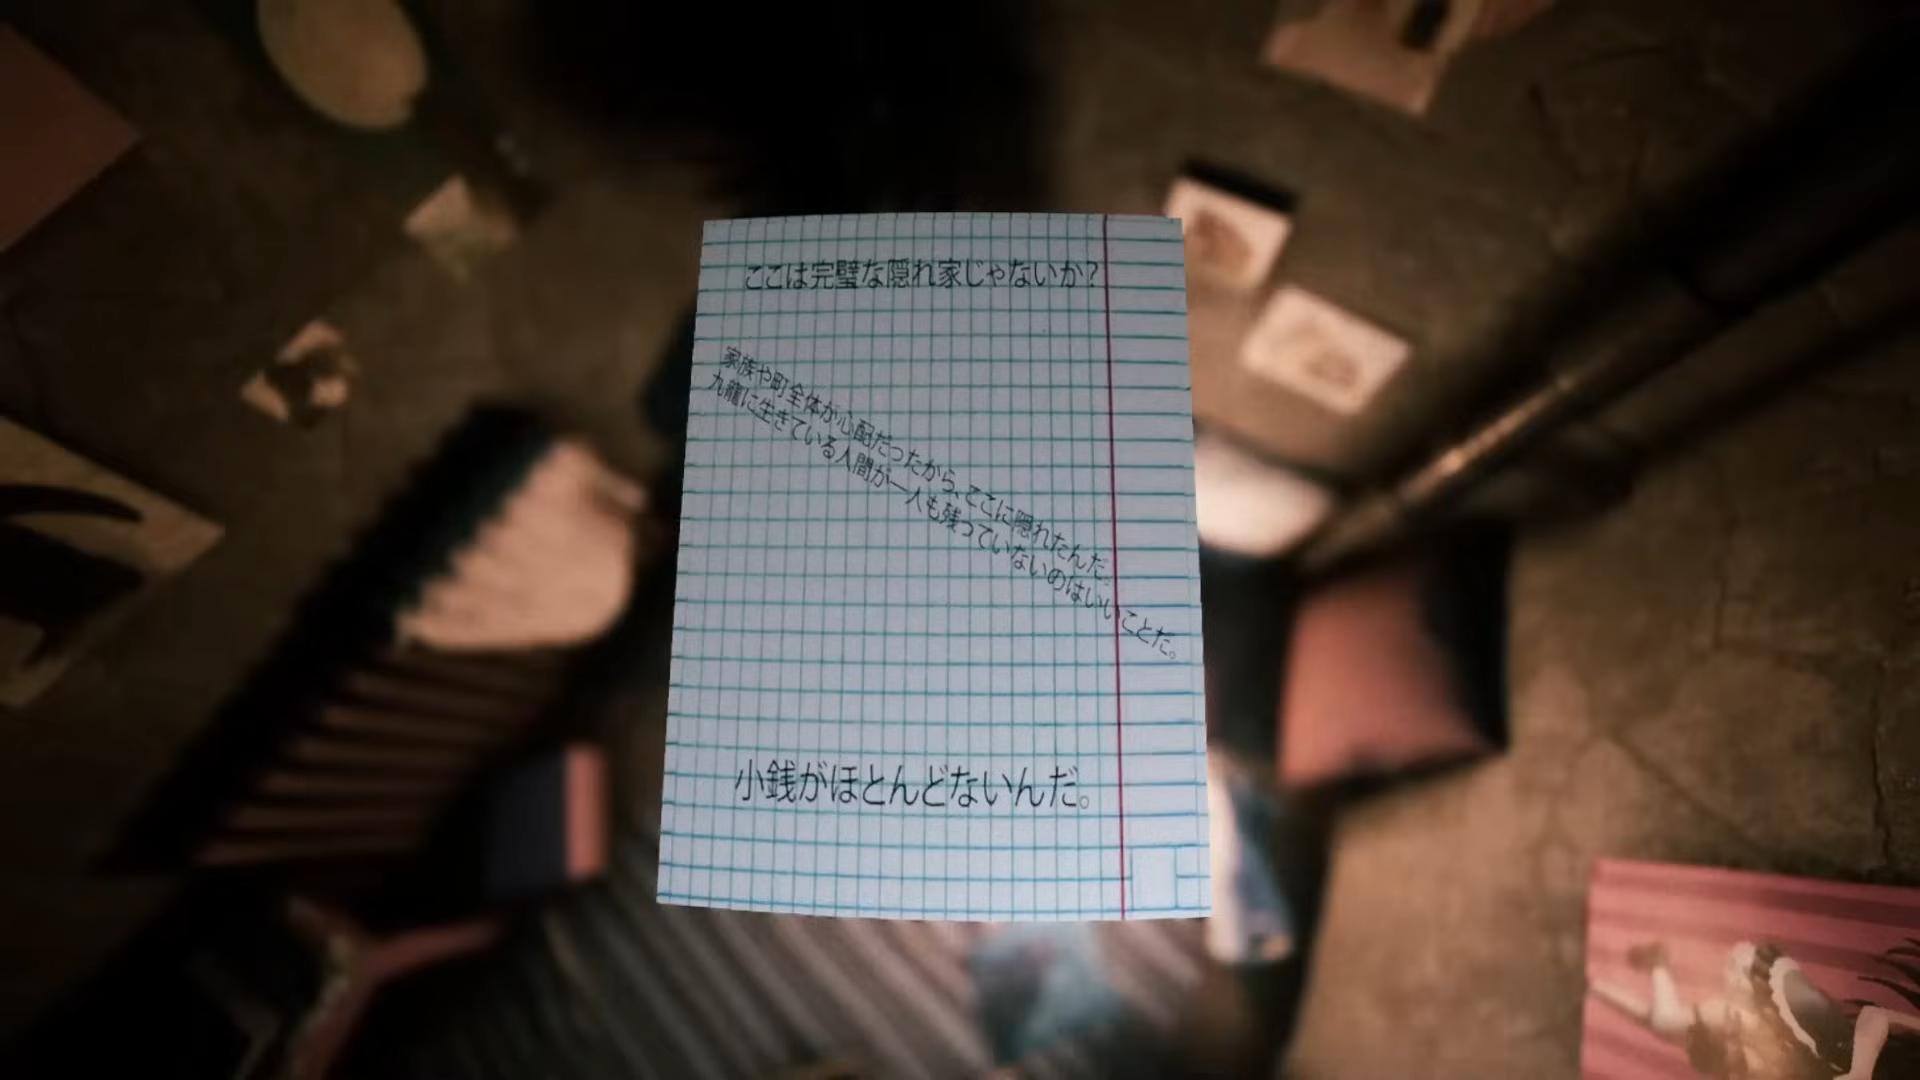 ここは完璧な隠れ家じゃないか?
家族や町全体が心配だったから、ここに隠れたんだ。
九龍に生きている人間が一人も残っていないのはいいことだ。
小銭がほとんどないんだ。